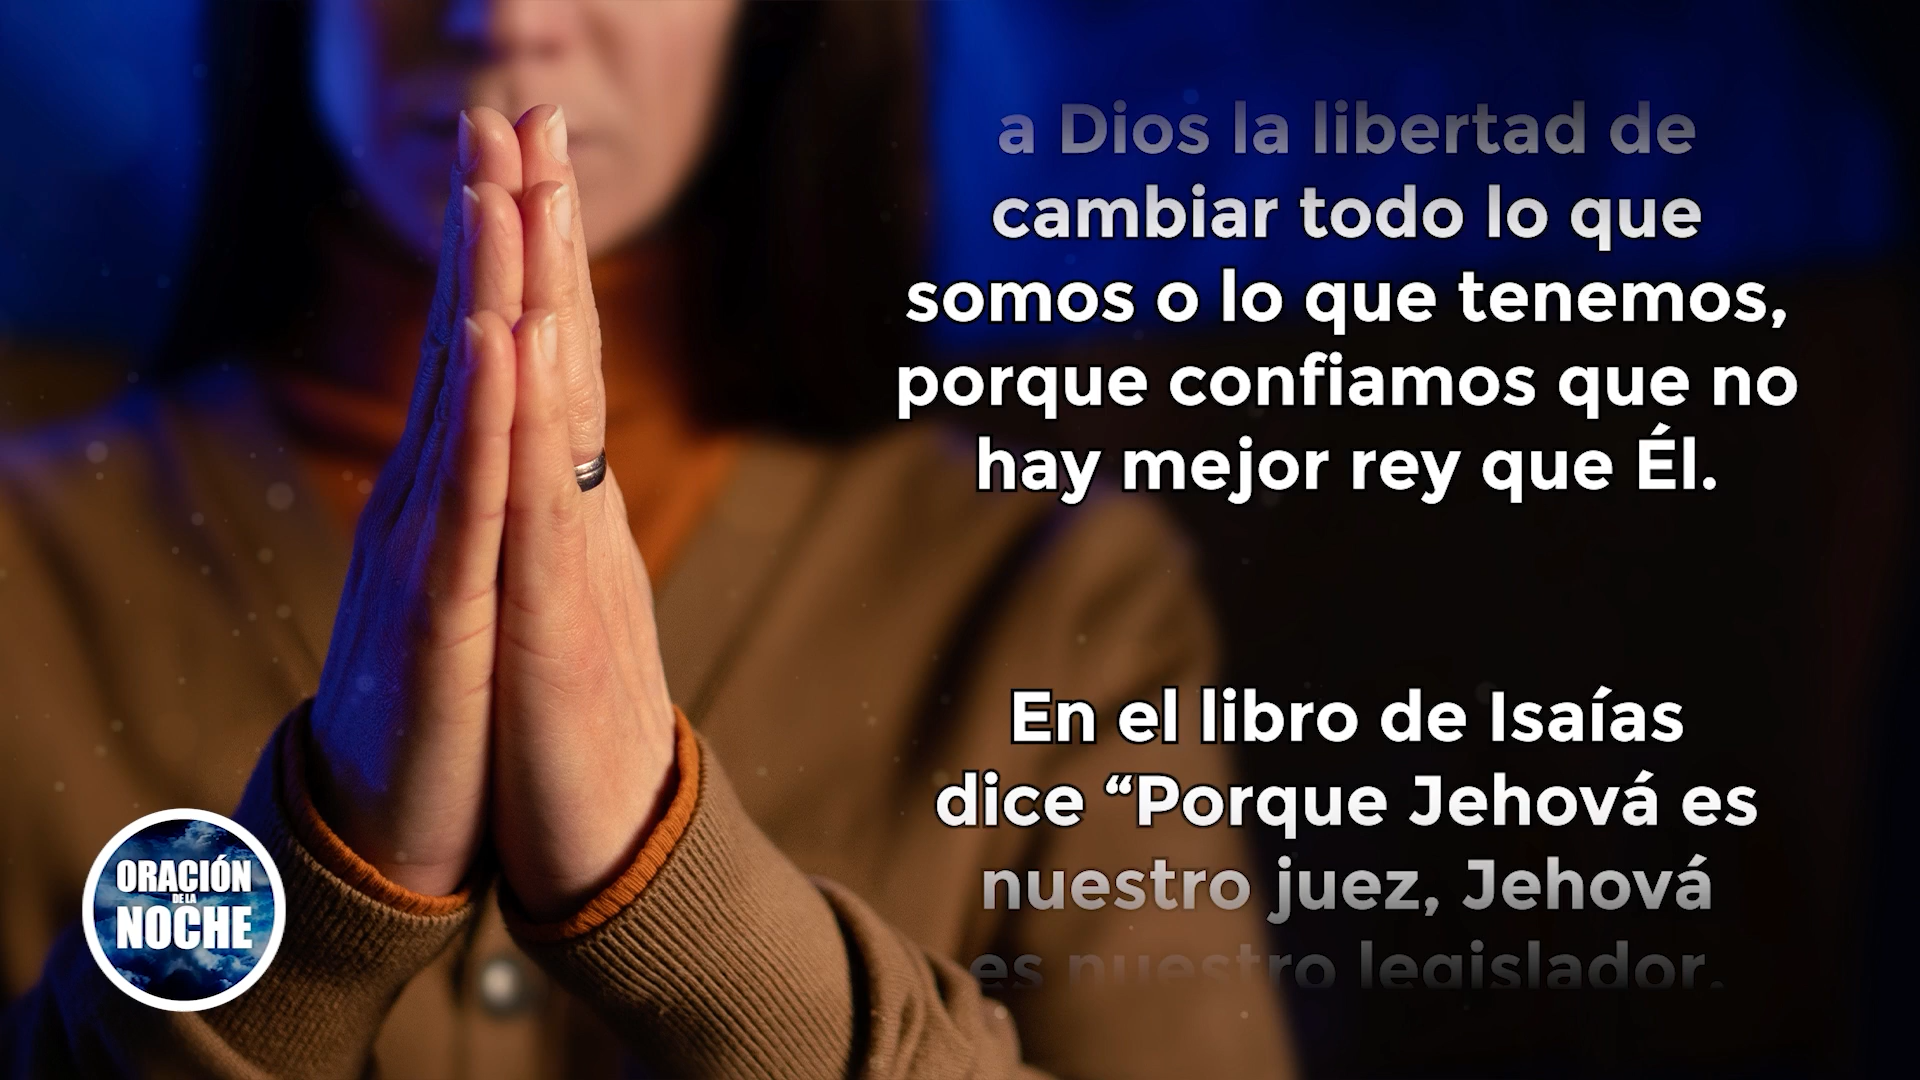 a Dios la libertad de
cambiar todo lo que
somos o lo que tenemos,
porque confiamos que no
hay mejor rey que Él.
En el libro de Isaías
dice “Porque Jehová es
nuestro juez, Jehová
es nuestro legislador,
ORACIÓN
DE LA
NOCHE